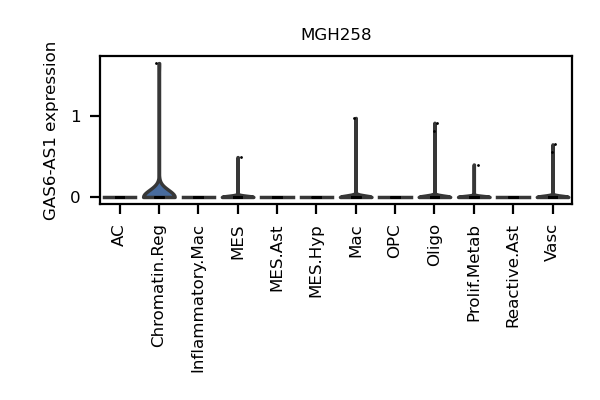 MGH258
GAS6-AS1 expression
1
0
AC
Chromatin.Reg
Inflammatory.Mac
MES
MES.Ast
MES.Hyp
Mac
OPC
Oligo
Prolif.Metab
Reactive.Ast
Vasc